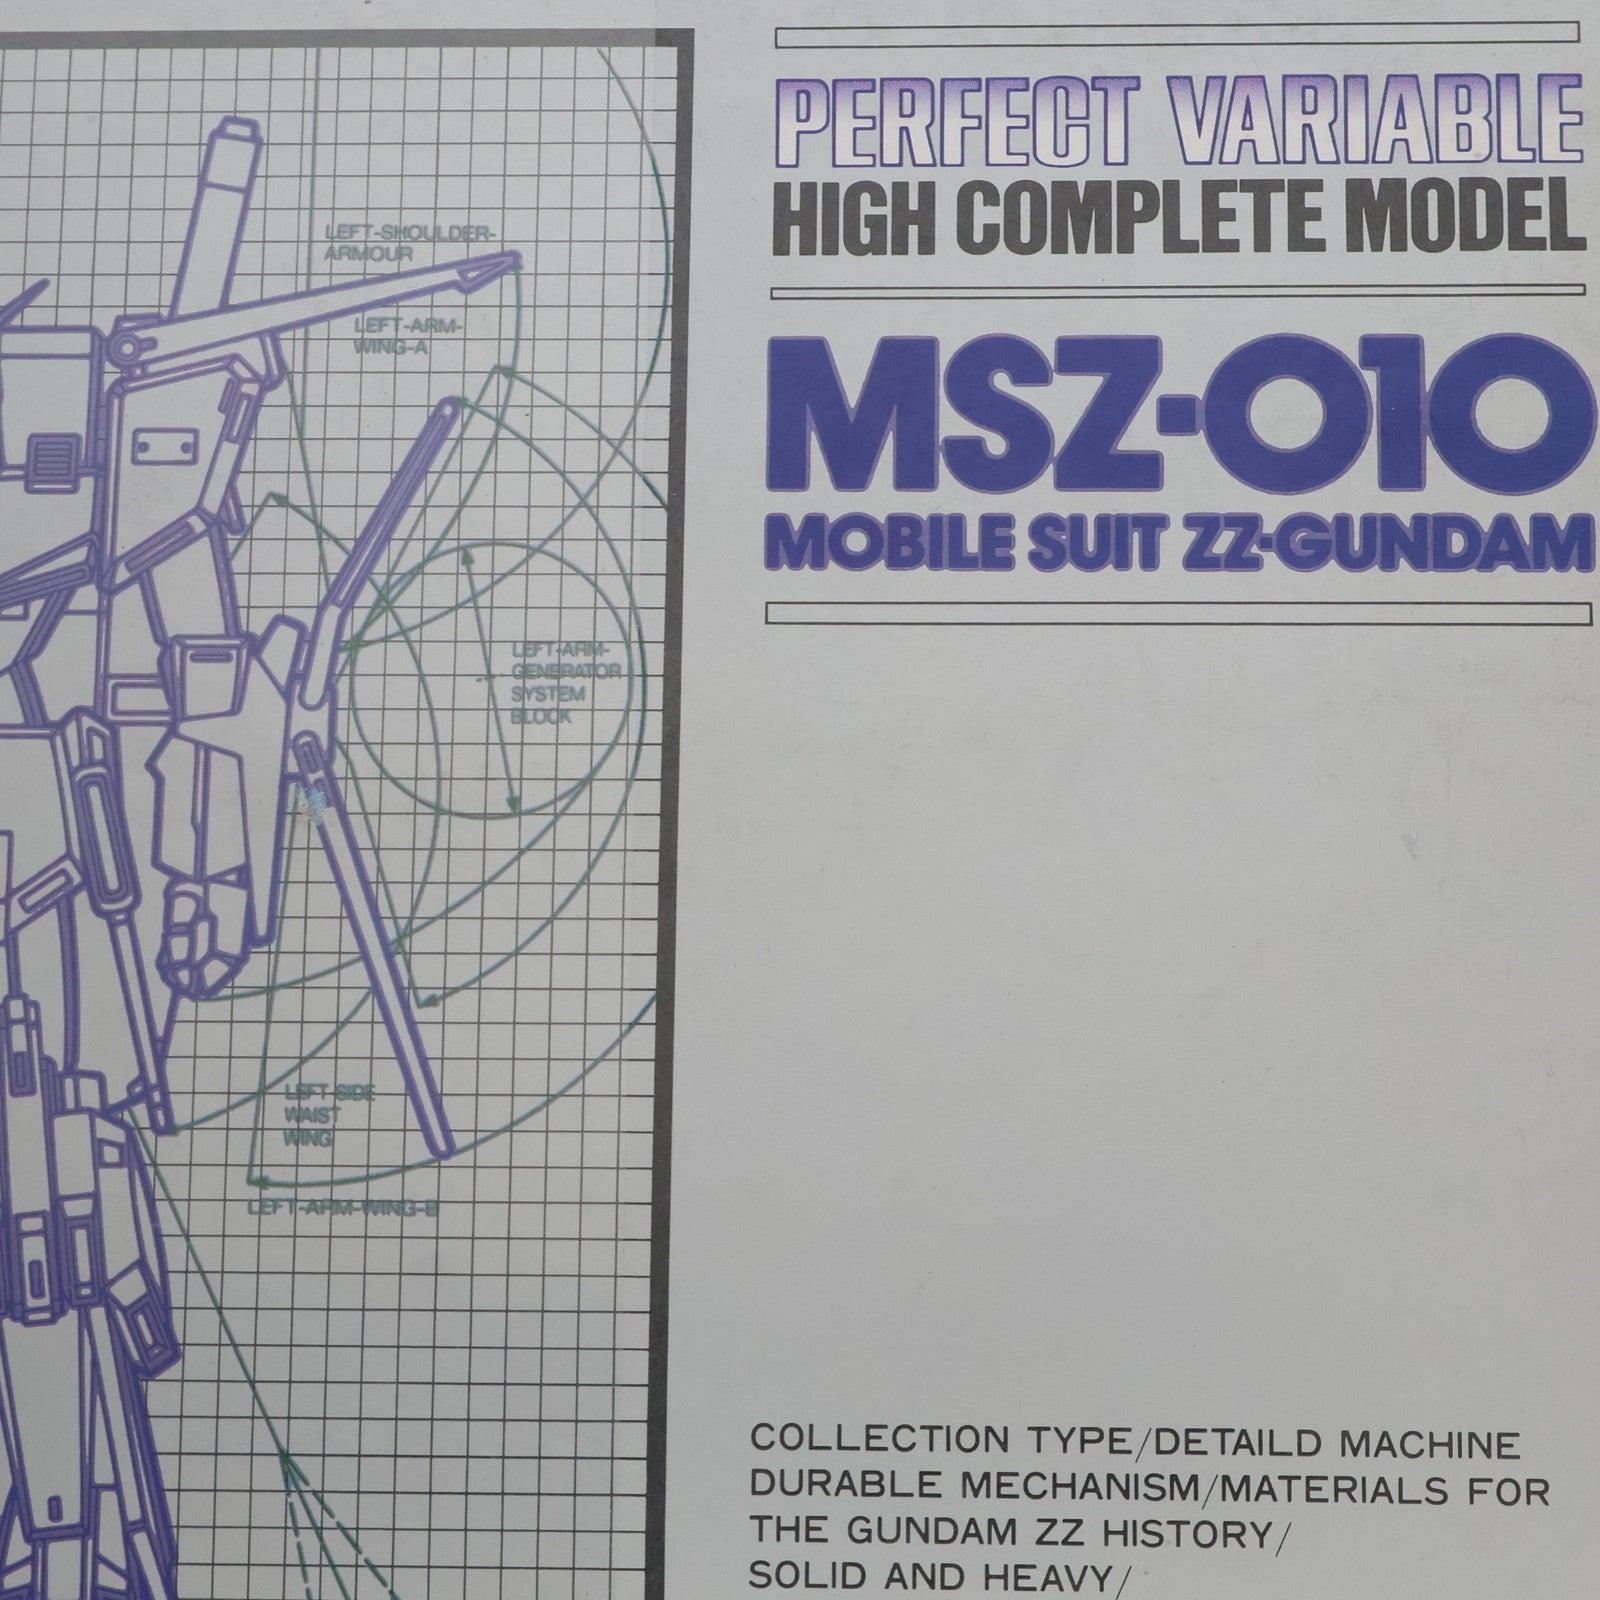 PERFECT VARIABLE
HIGH COMPLETE MODEL
MSZ-010
MOBILE SUIT ZZ-GUNDAM
LEFT-SHOULDER-
ARMOUR
LEFT-ARM-
WING-A
LEFT-ARM-
GENERATOR
SYSTEM
BLOCK
LEFT SIDE
WAIST
WING
LEFT-ARM-WING-B
COLLECTION TYPE/DETAILD MACHINE
DURABLE MECHANISM/MATERIALS FOR
THE GUNDAM ZZ HISTORY/
SOLID AND HEAVY/